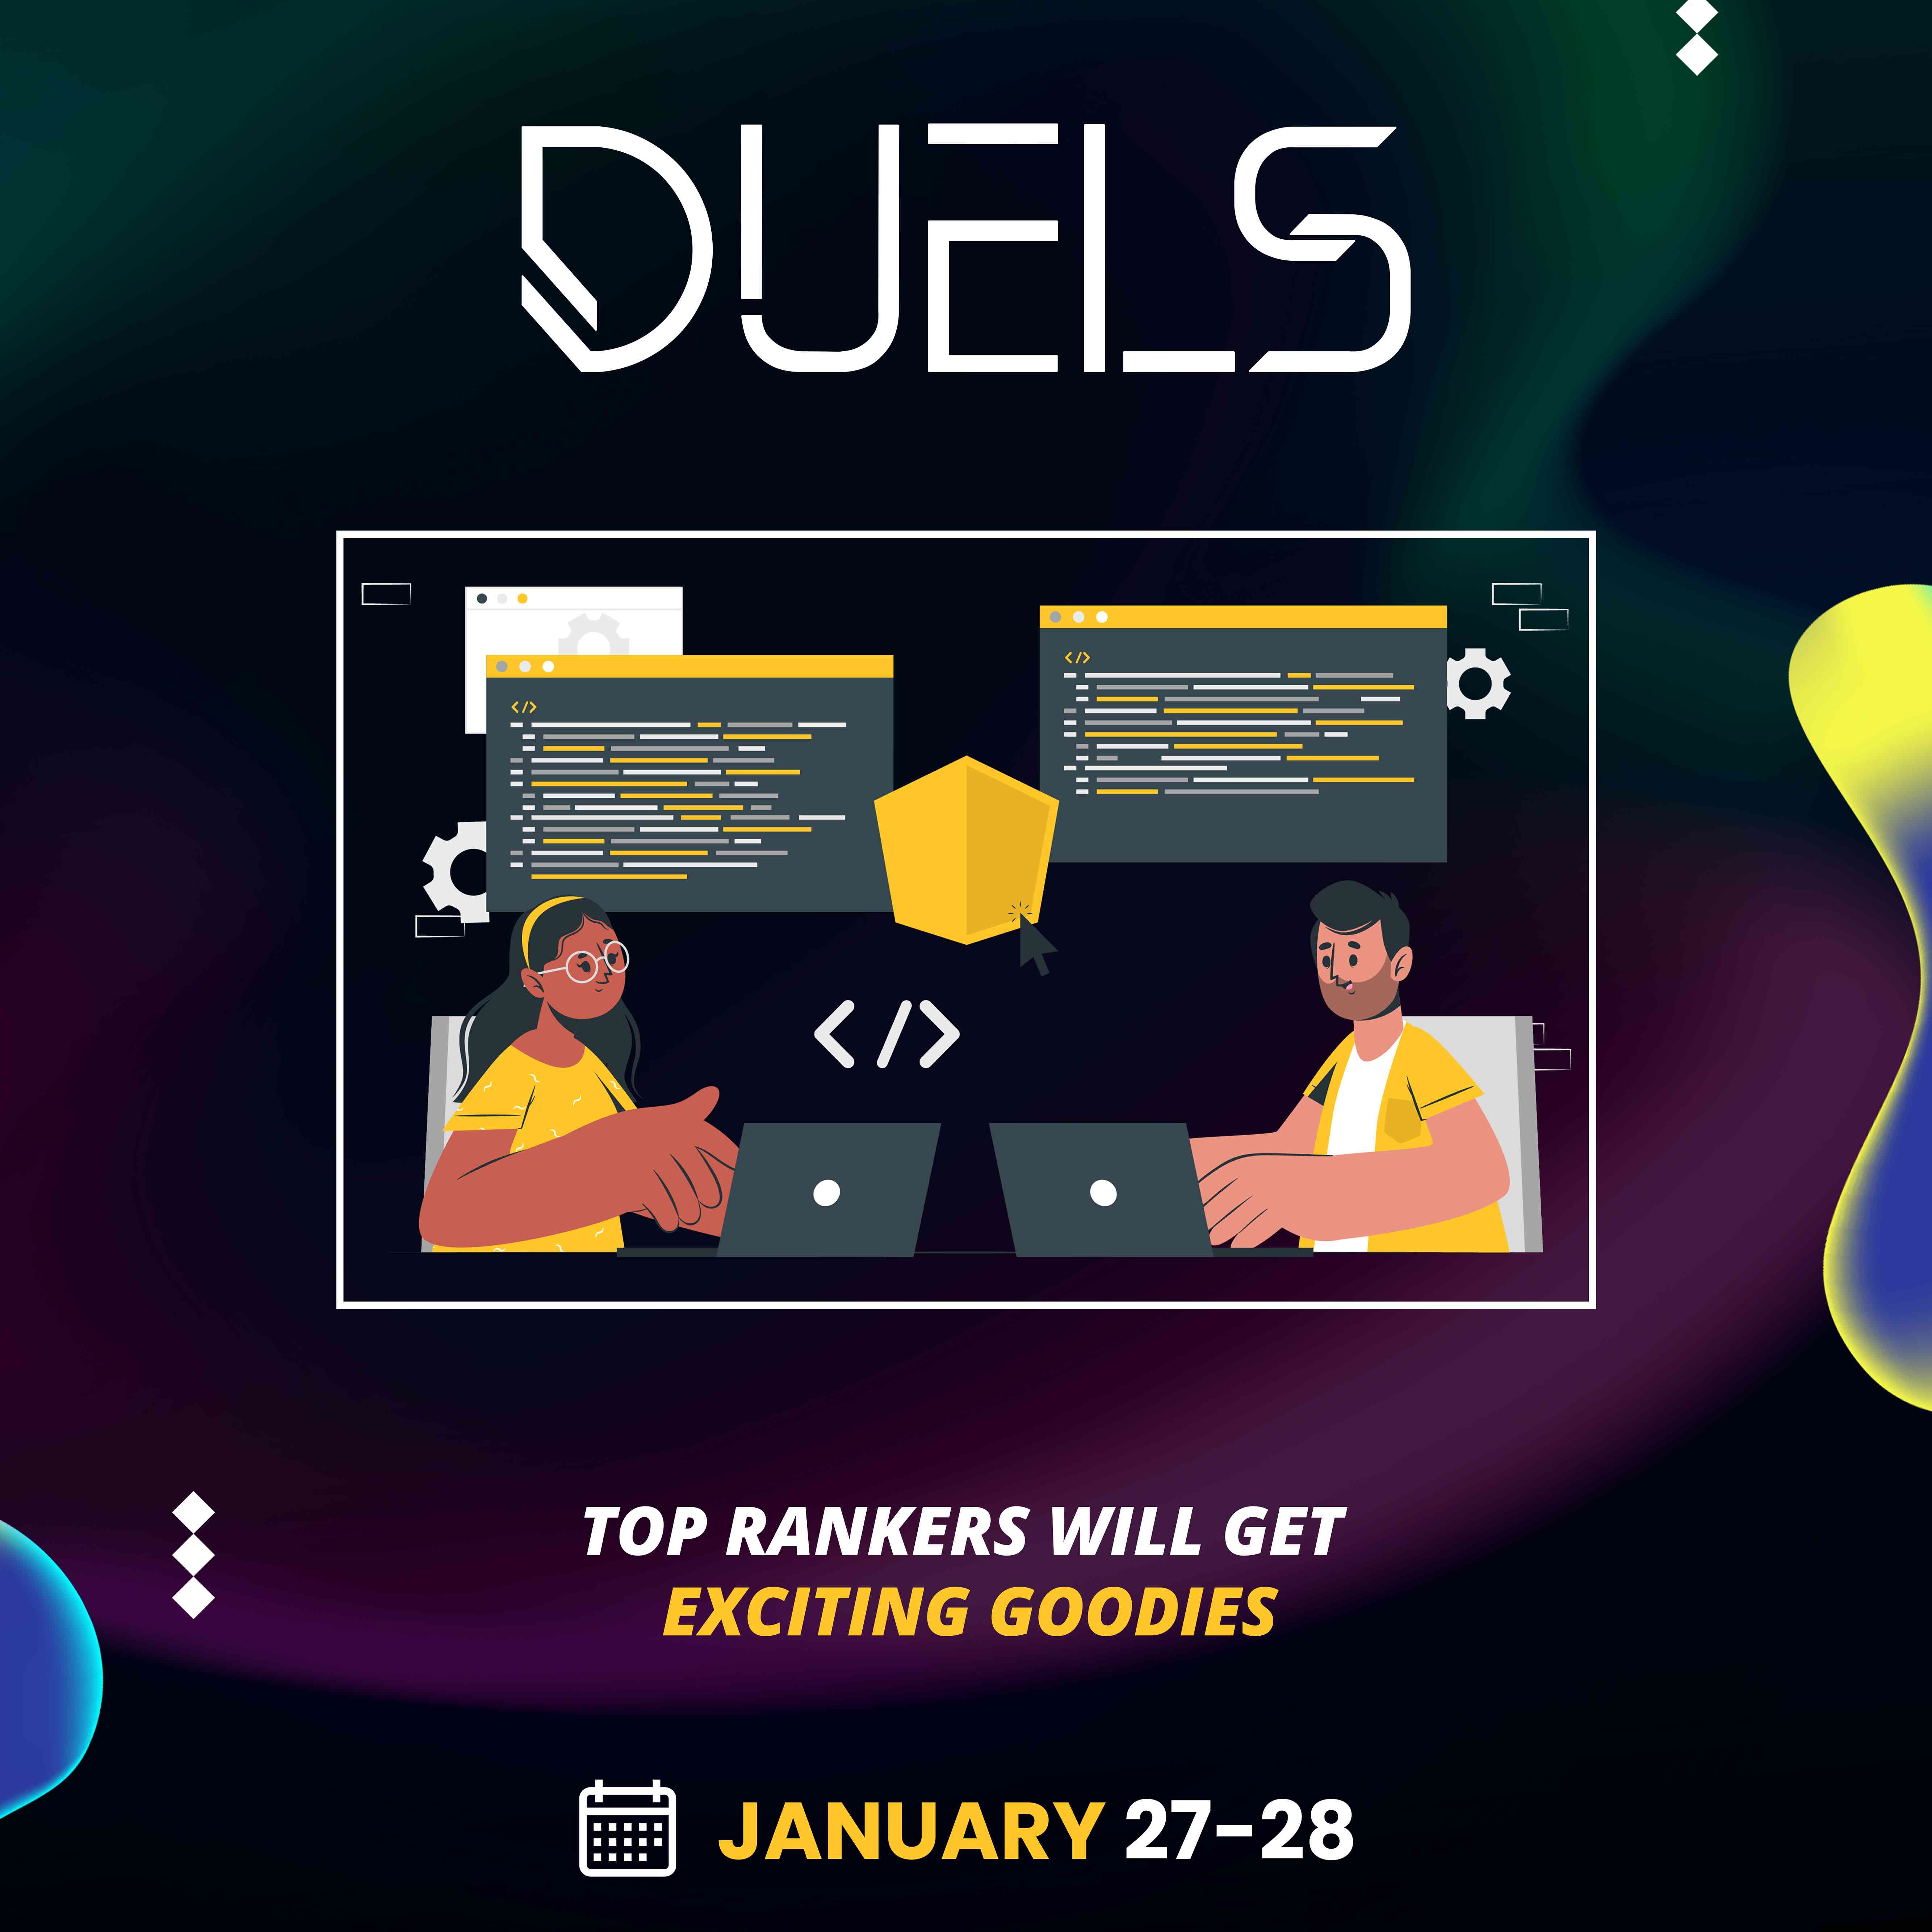 DUELS
</>
</>
</>
TOP RANKERS WILL GET
EXCITING GOODIES
JANUARY 27-28